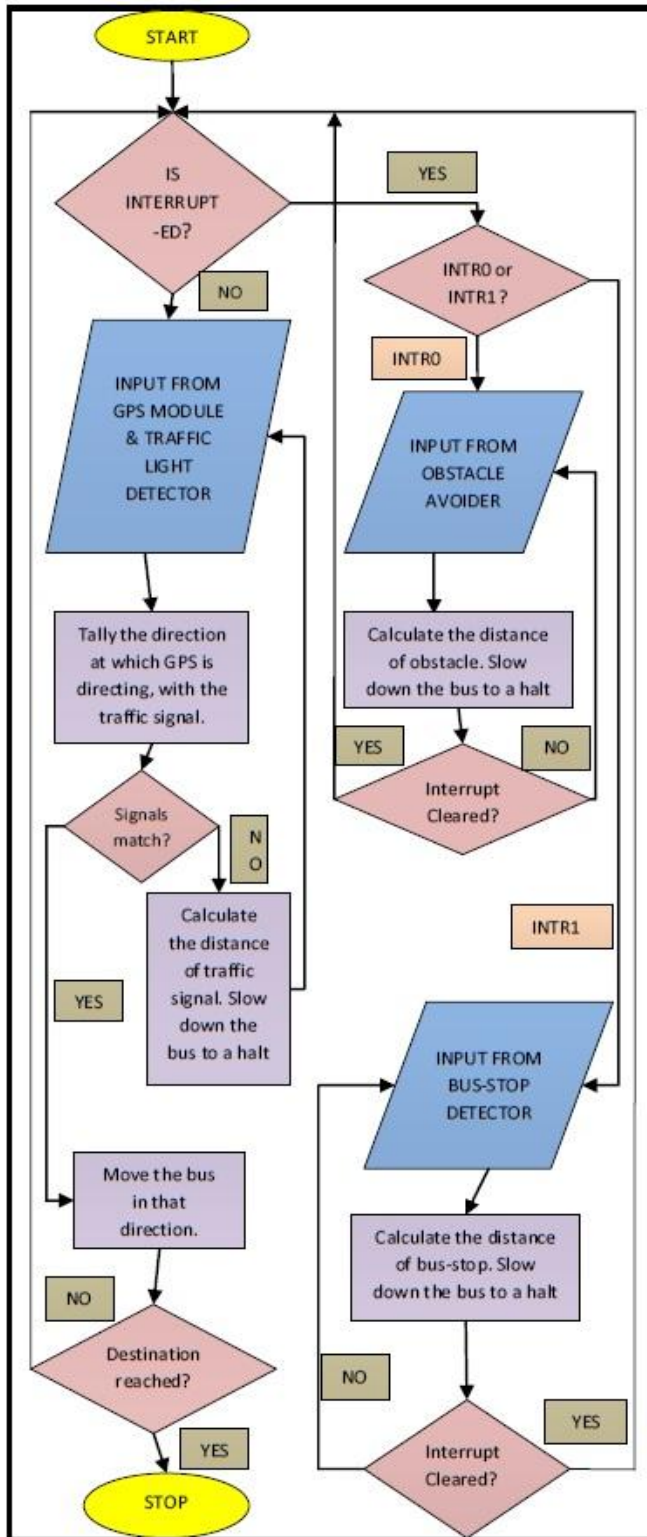 START
IS
INTERRUPT
-ED?
YES
NO
INTR0 or
INTR1?
INTR0
INPUT FROM
GPS MODULE
& TRAFFIC
LIGHT
DETECTOR
INPUT FROM
OBSTACLE
AVOIDER
Tally the direction
at which GPS is
directing, with the
traffic signal.
Calculate the distance
of obstacle. Slow
down the bus to a halt
YES
NO
Interrupt
Cleared?
Signals
match?
N
O
Calculate
the distance
of traffic
signal. Slow
down the
bus to a halt
YES
INTR1
INPUT FROM
BUS-STOP
DETECTOR
Move the bus
in that
direction.
Calculate the distance
of bus-stop. Slow
down the bus to a halt
NO
Destination
reached?
YES
STOP
NO
YES
Interrupt
Cleared?